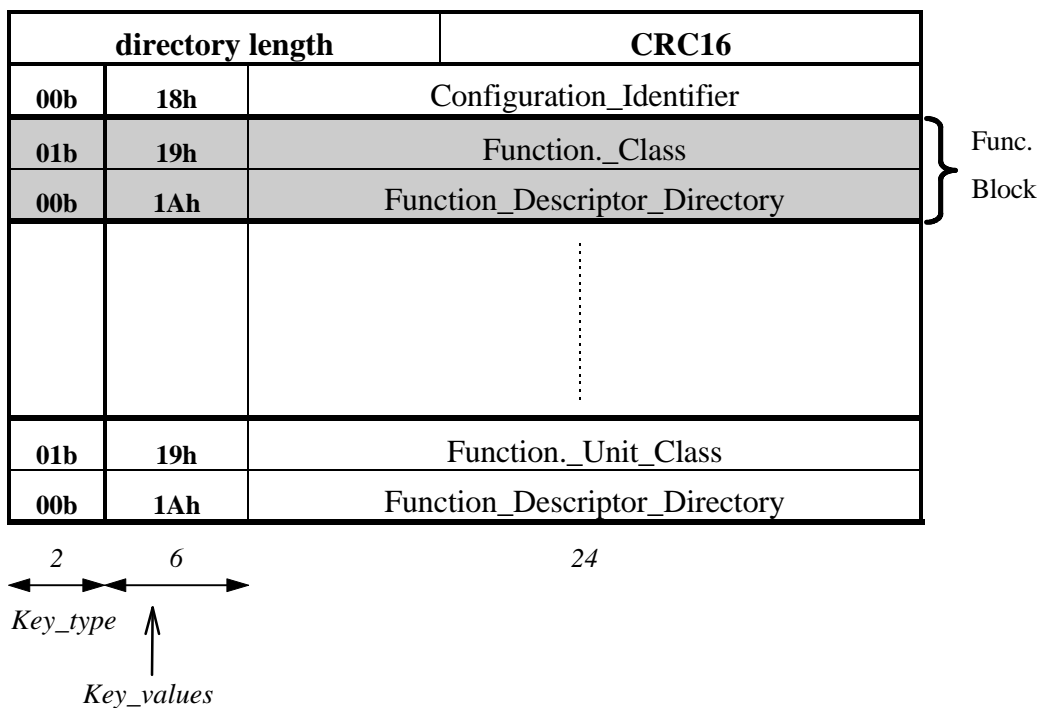 directory length CRC16
00b 18h Configuration_Identifier
01b 19h Function._Class
00b 1Ah Function_Descriptor_Directory
Func.
Block
01b 19h Function._Unit_Class
00b 1Ah Function_Descriptor_Directory
2 6 24
Key_type
Key_values